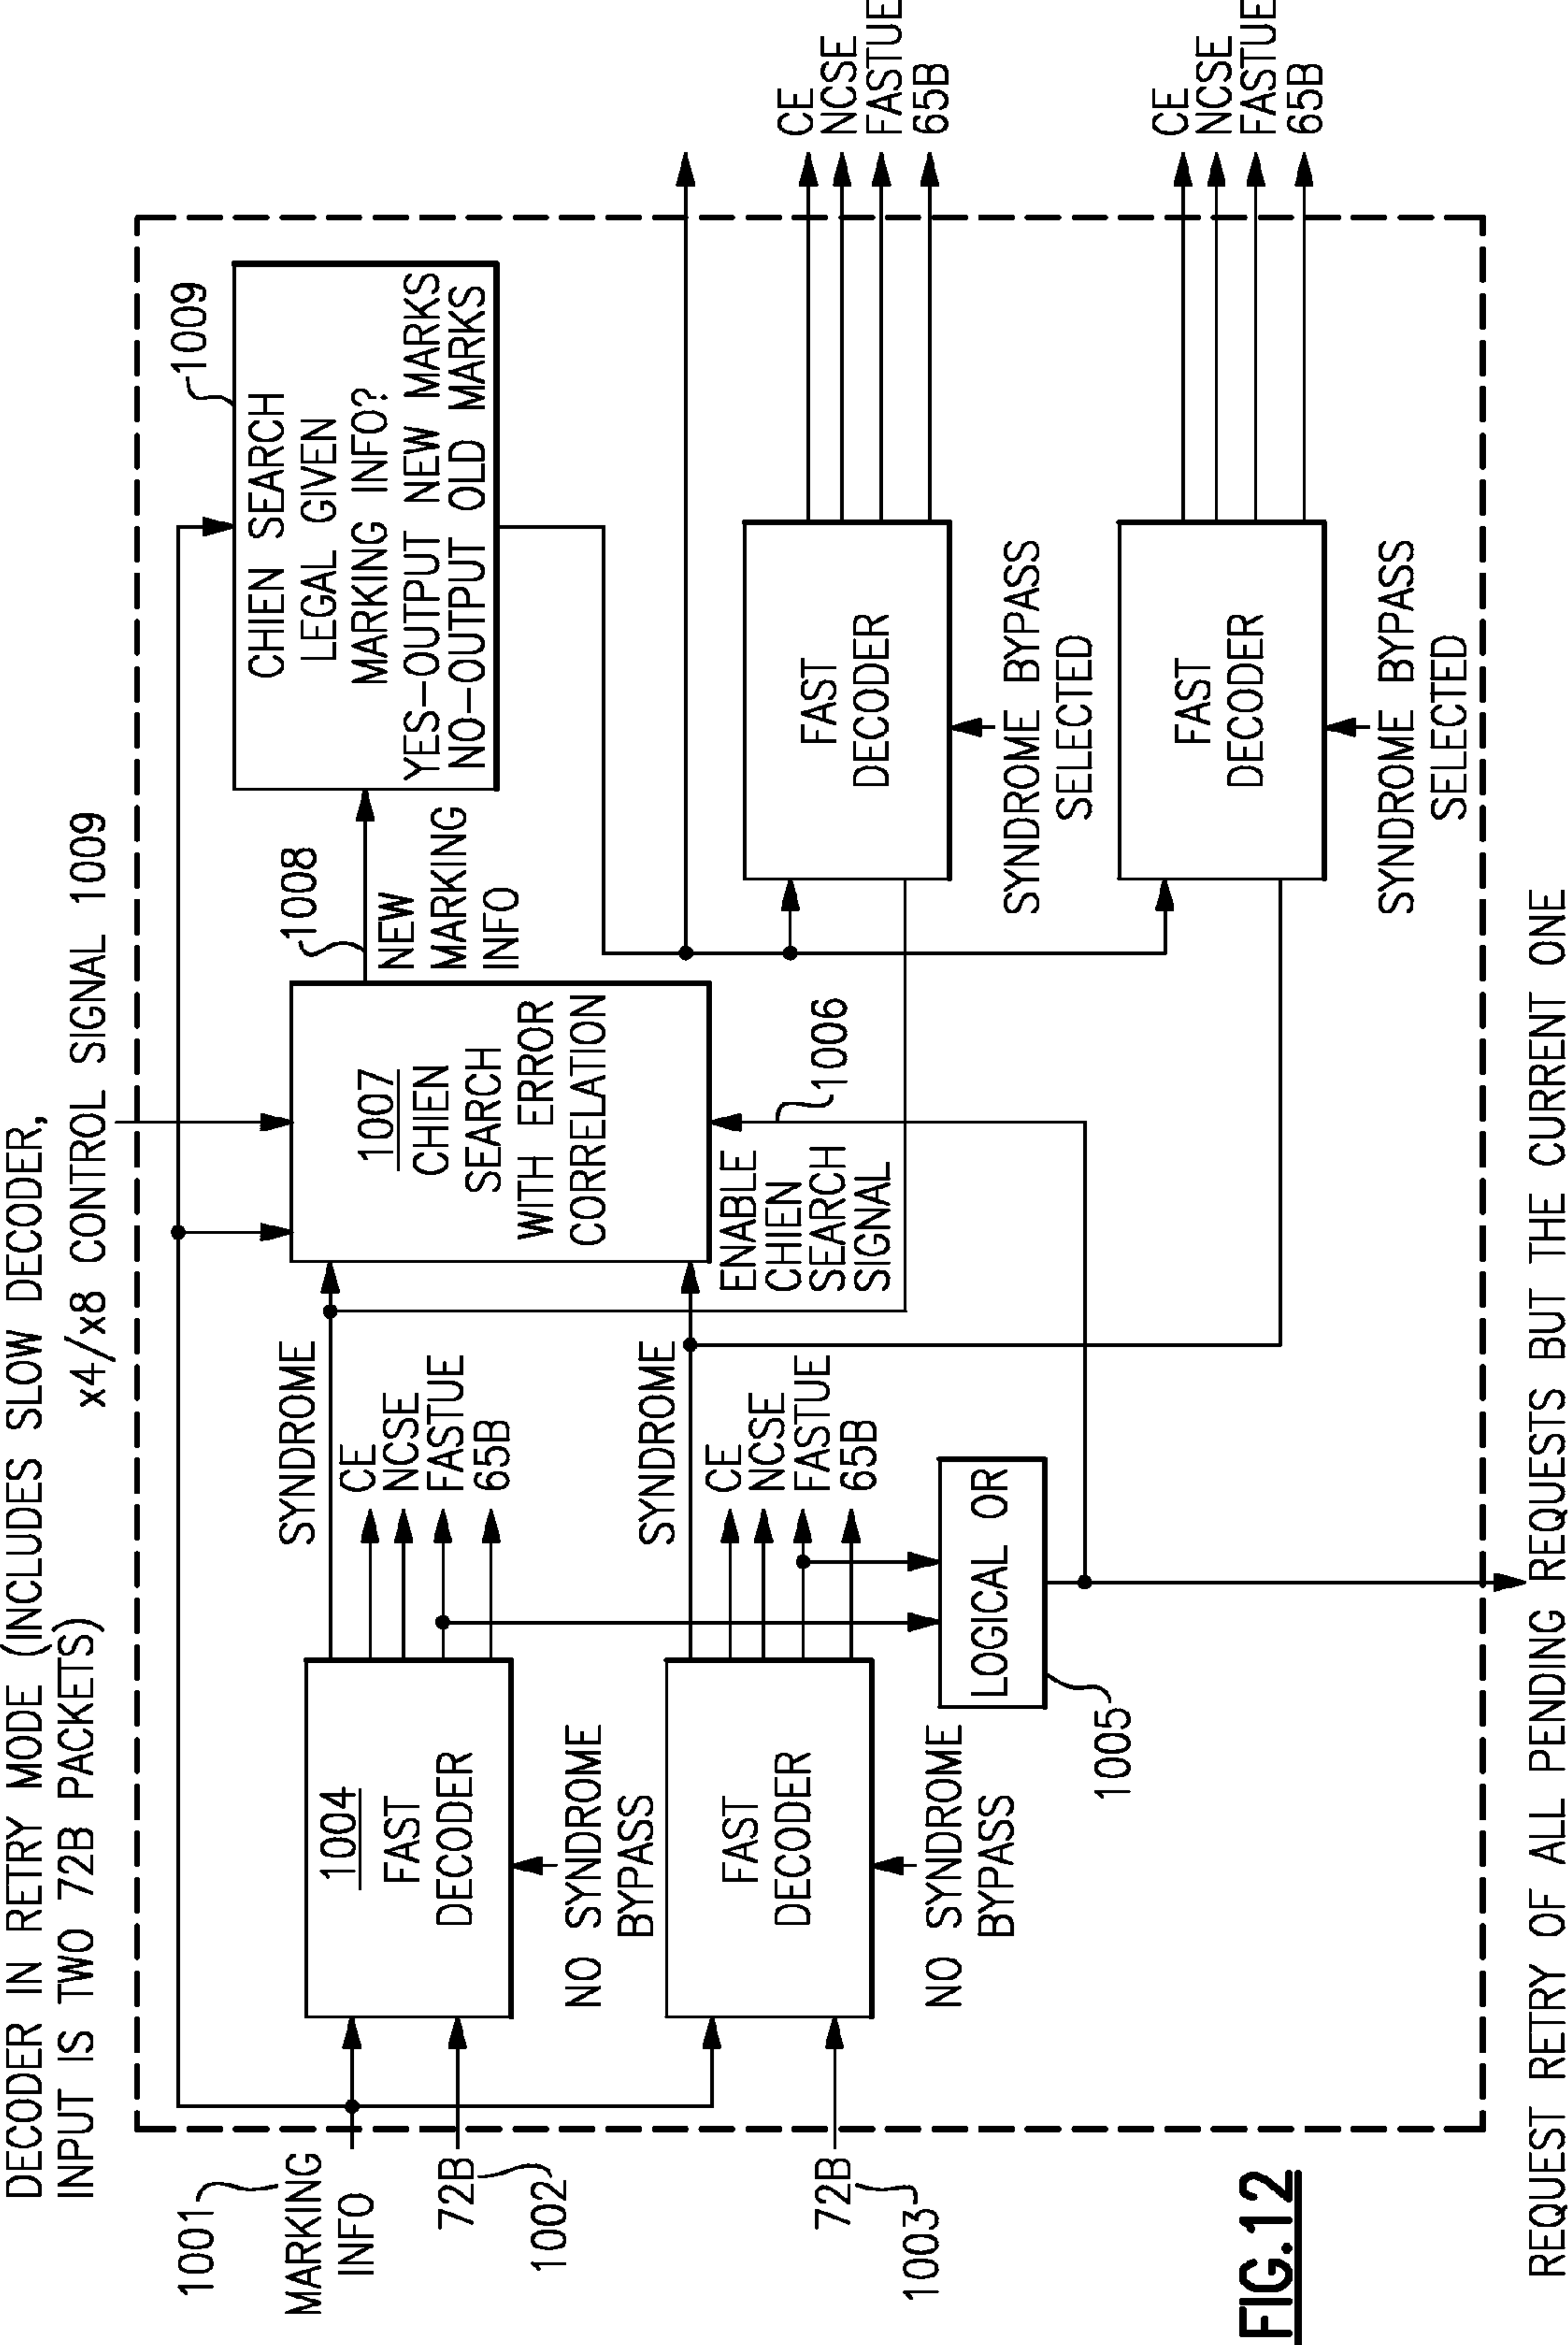 DECODER IN RETRY MODE (INCLUDES SLOW DECODER,
INPUT IS TWO 72B PACKETS)
x4/x8 CONTROL SIGNAL 1009
1001
MARKING
INFO
72B
1002
72B
1003
1004
FAST
DECODER
NO SYNDROME
BYPASS
FAST
DECODER
NO SYNDROME
BYPASS
SYNDROME
CE
NCSE
FASTUE
65B
SYNDROME
CE
NCSE
FASTUE
65B
LOGICAL OR
1005
1007
CHIEN
SEARCH
WITH ERROR
CORRELATION
ENABLE
CHIEN
SEARCH
SIGNAL
1006
1008
NEW
MARKING
INFO
1009
CHIEN SEARCH
LEGAL GIVEN
MARKING INFO?
YES-OUTPUT NEW MARKS
NO-OUTPUT OLD MARKS
FAST
DECODER
SYNDROME BYPASS
SELECTED
CE
NCSE
FASTUE
65B
FAST
DECODER
SYNDROME BYPASS
SELECTED
CE
NCSE
FASTUE
65B
REQUEST RETRY OF ALL PENDING REQUESTS BUT THE CURRENT ONE
FIG.12